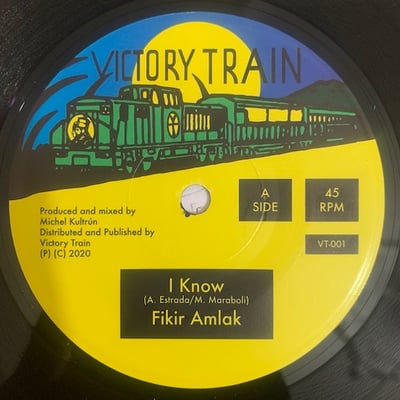 VICTORY TRAIN
A
SIDE
45
RPM
VT-001
Produced and mixed by
Michel Kultrún
Distributed and Published by
Victory Train
(P) (C) 2020
I Know
(A. Estrada/M. Maraboli)
Fikir Amlak